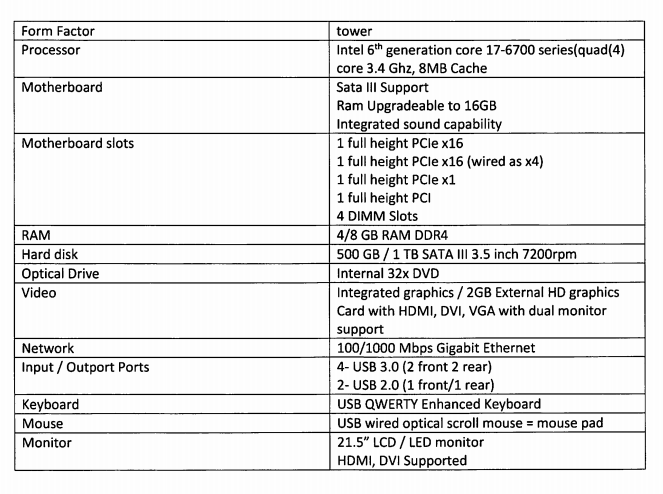 Form Factor tower
Processor Intel 6th generation core 17-6700 series(quad(4)
core 3.4 Ghz, 8MB Cache
Motherboard Sata III Support
Ram Upgradeable to 16GB
Integrated sound capability
Motherboard slots 1 full height PCIe x16
1 full height PCIe x16 (wired as x4)
1 full height PCIe x1
1 full height PCI
4 DIMM Slots
RAM 4/8 GB RAM DDR4
Hard disk 500 GB / 1 TB SATA III 3.5 inch 7200rpm
Optical Drive Internal 32x DVD
Video Integrated graphics / 2GB External HD graphics
Card with HDMI, DVI, VGA with dual monitor
support
Network 100/1000 Mbps Gigabit Ethernet
Input / Outport Ports 4- USB 3.0 (2 front 2 rear)
2- USB 2.0 (1 front/1 rear)
Keyboard USB QWERTY Enhanced Keyboard
Mouse USB wired optical scroll mouse = mouse pad
Monitor 21.5" LCD / LED monitor
HDMI, DVI Supported